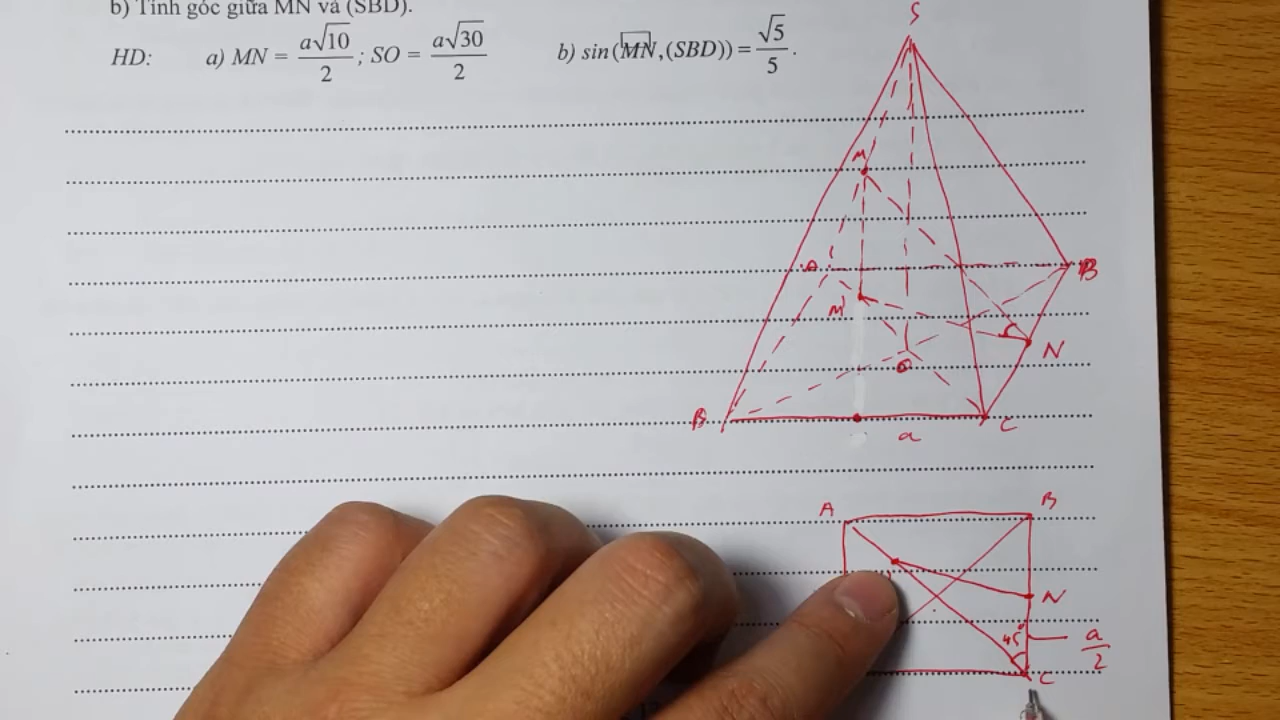 b) Tính góc giữa MN và (SBD).
HD: a) MN = a√10/2 ; SO = a√30/2 b) sin(MN,(SBD)) = √5/5 .
S
M
A B
M'
N
O
B C
a
A B
N
45° a/2
C